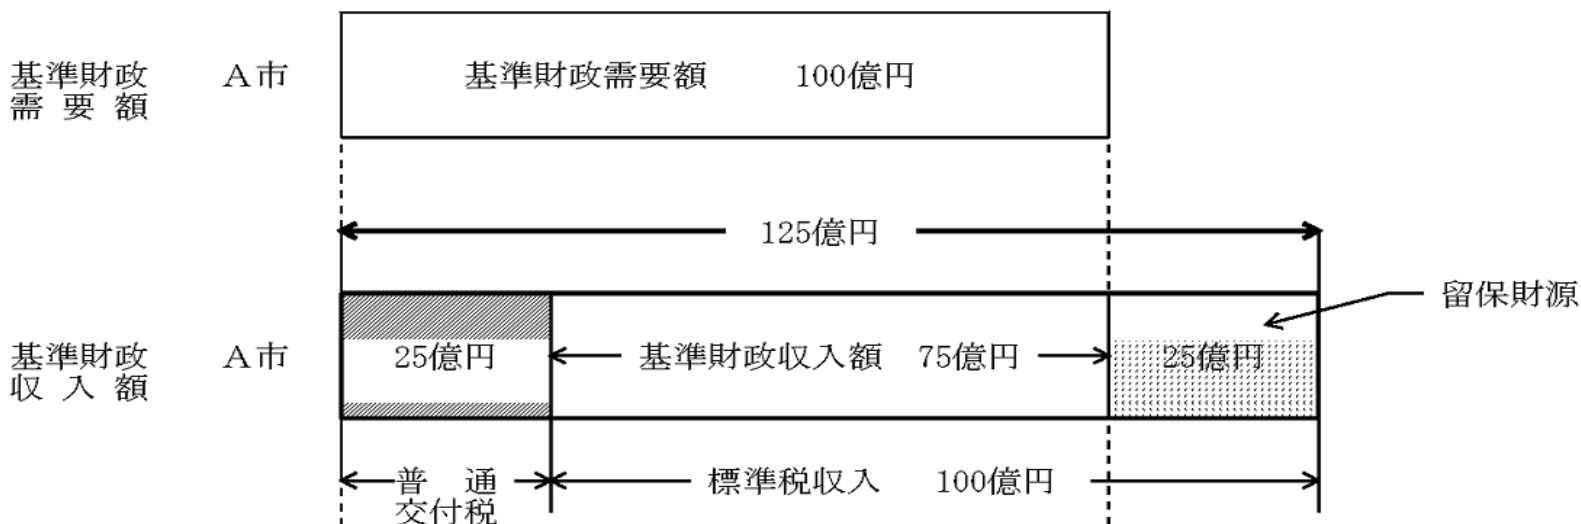 基準財政
需要額
A市
基準財政需要額 100億円
125億円
留保財源
基準財政
収入額
A市
25億円
基準財政収入額 75億円
25億円
普通
交付税
標準税収入 100億円